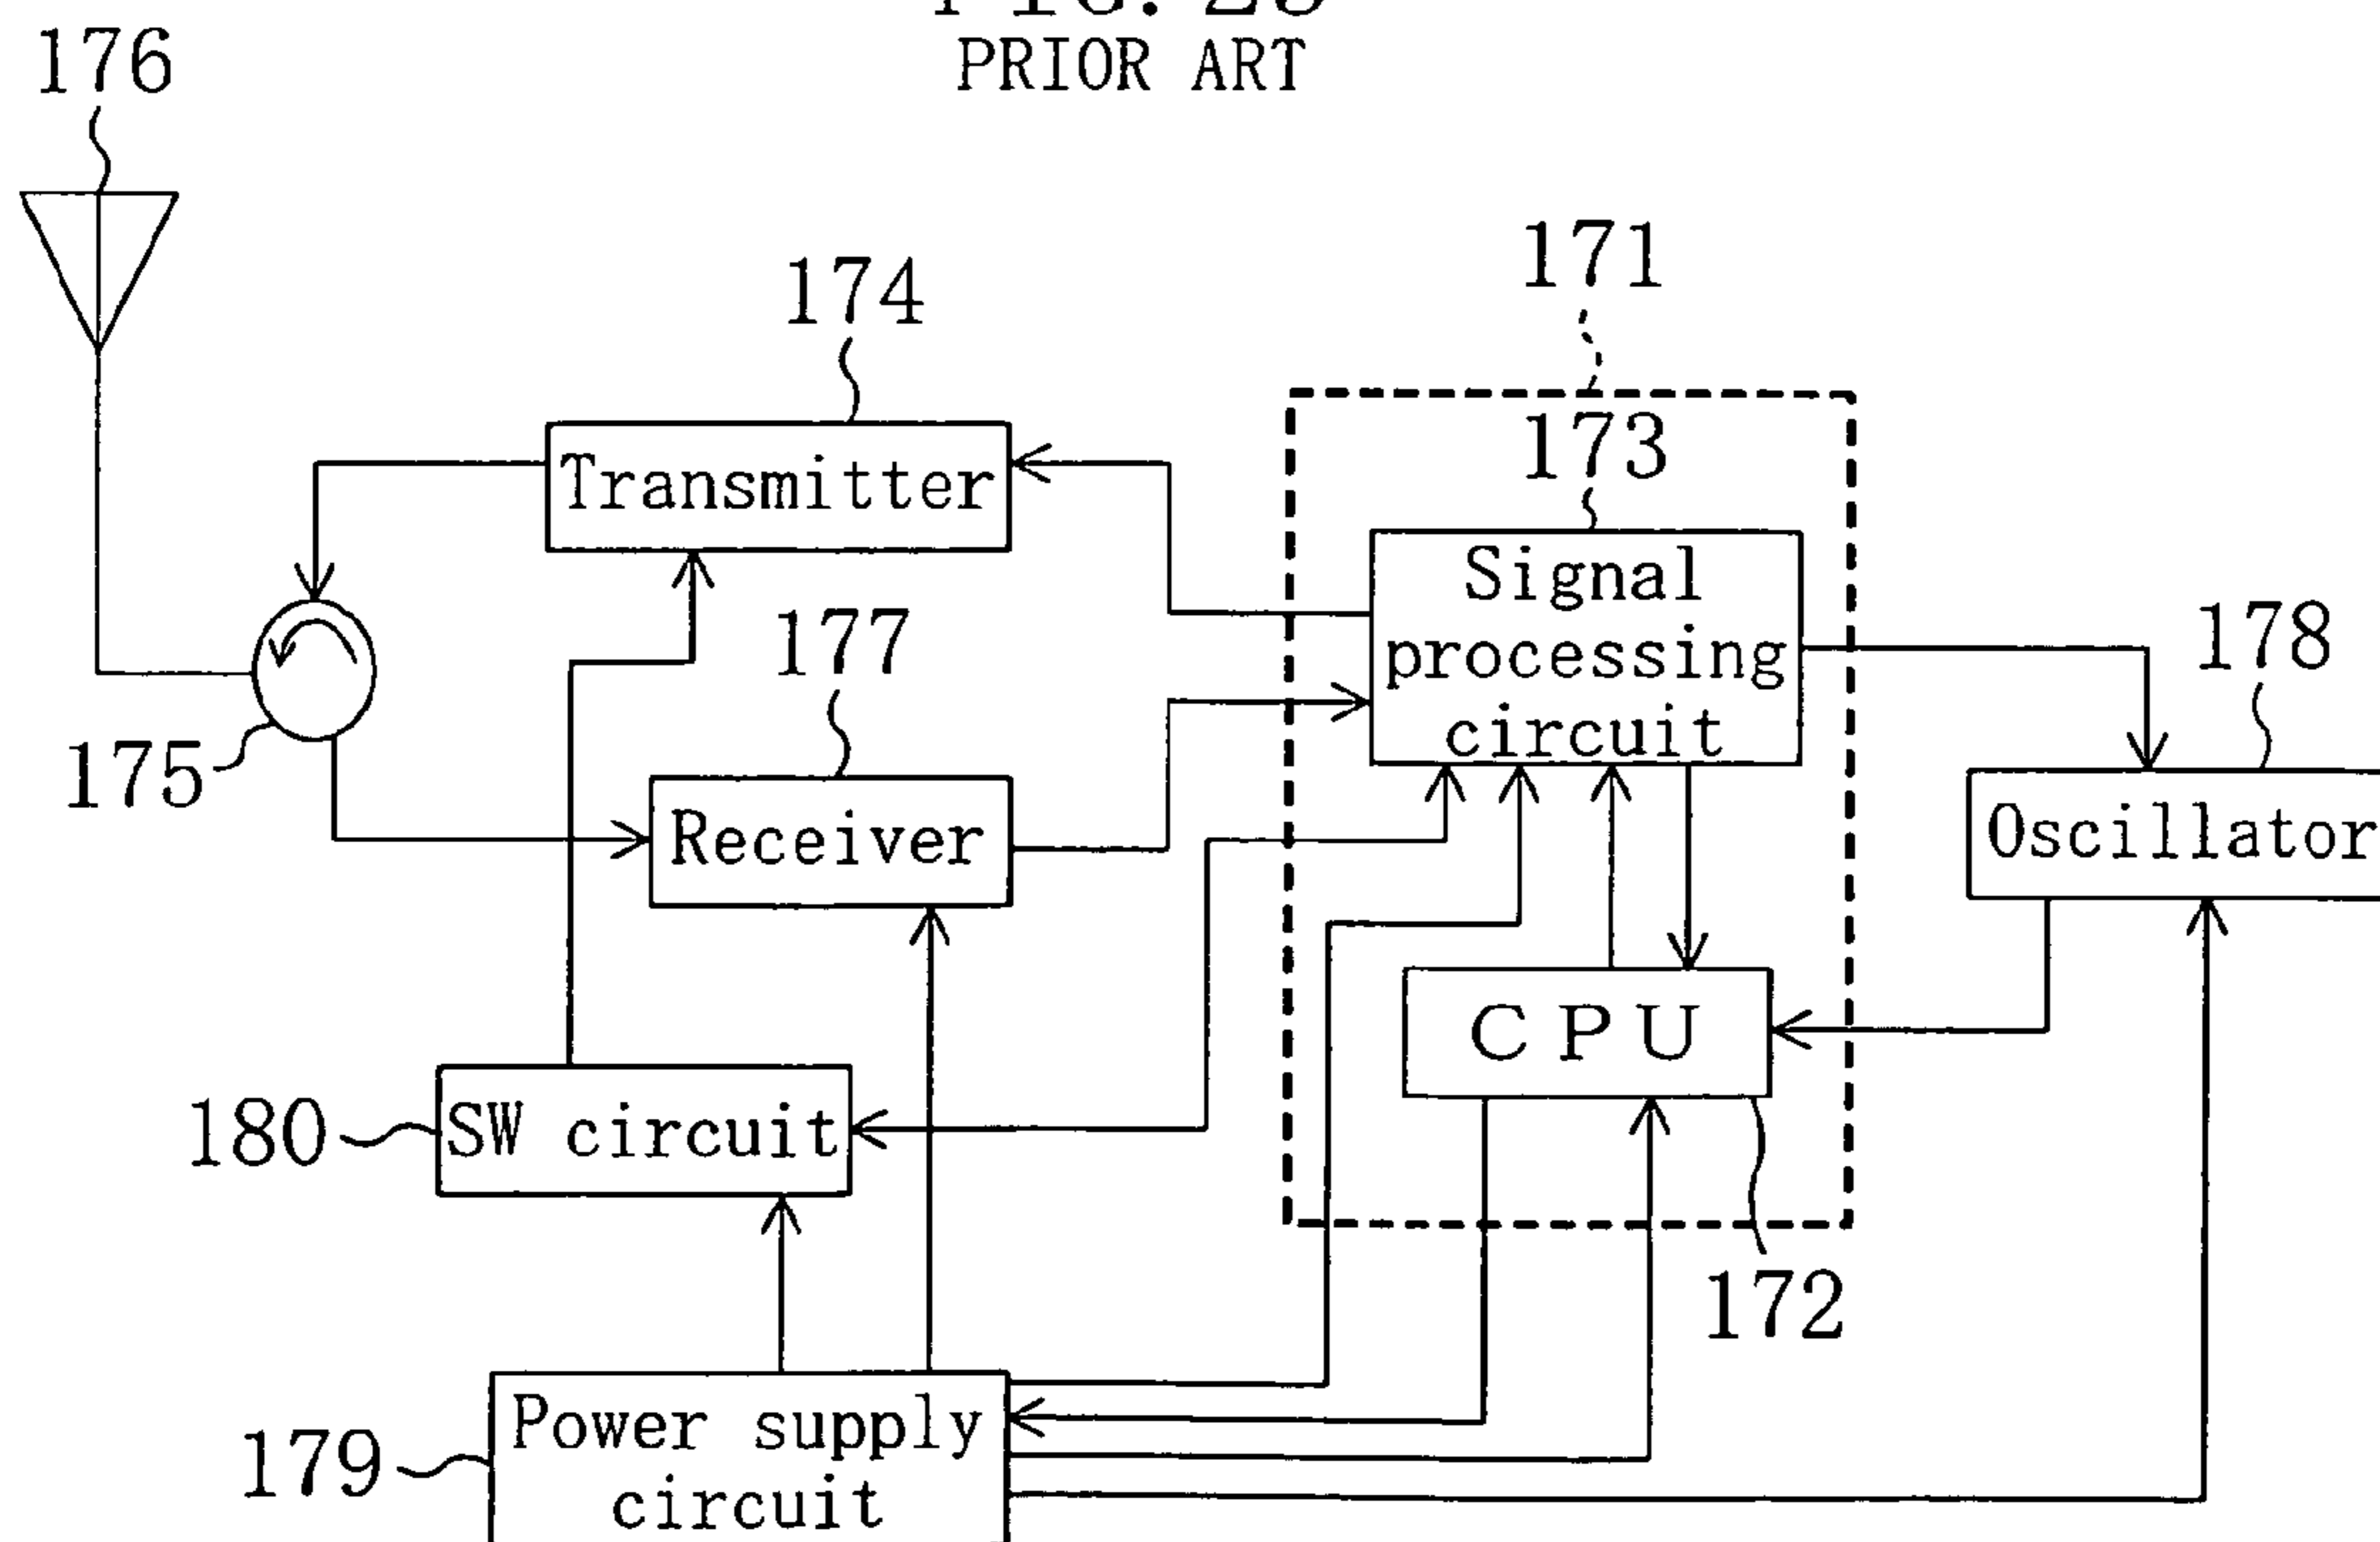 PRIOR ART
176
171
174
173
Transmitter
Signal
processing
circuit
177
178
175
Receiver
Oscillator
CPU
180
SW circuit
172
179
Power supply
circuit